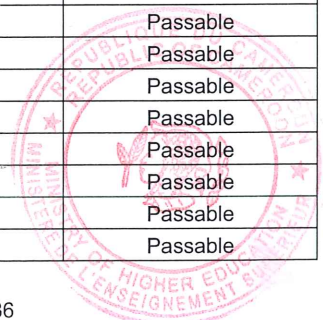 Passable
Passable
Passable
Passable
Passable
Passable
Passable
Passable
REPUBLIQUE DU CAMEROUN
REPUBLIC OF CAMEROON
MINISTRY OF HIGHER EDUCATION
MINISTERE DE L'ENSEIGNEMENT SUPERIEUR
36